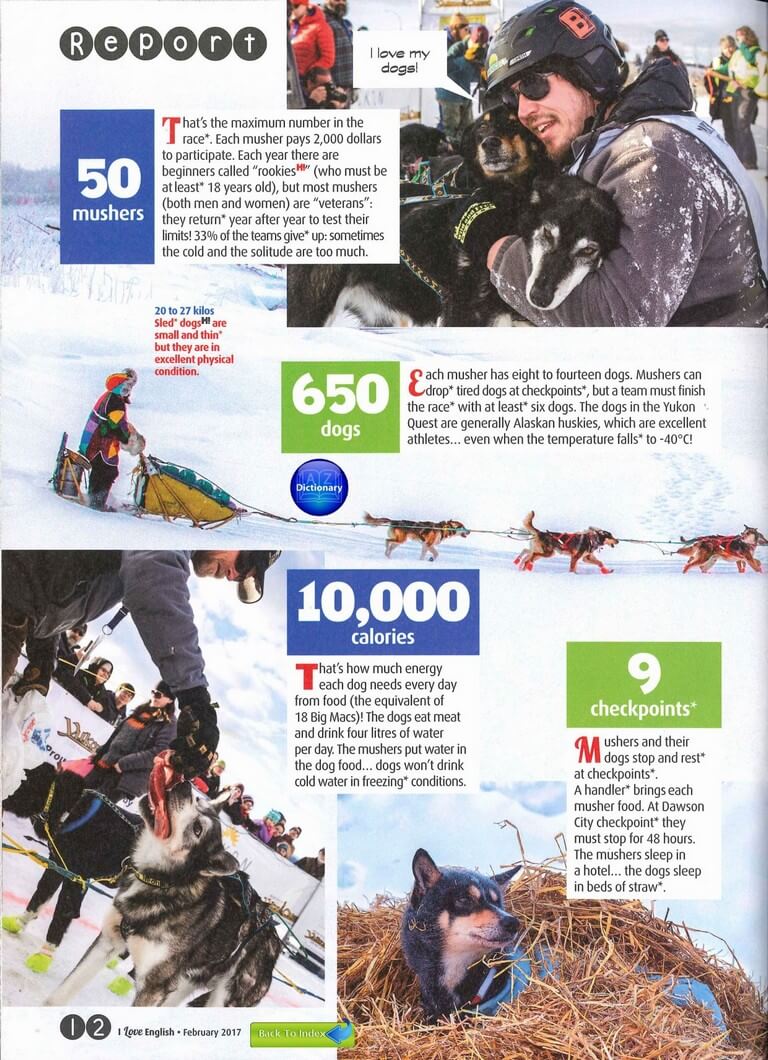 Report
I love my
dogs!
50
mushers
That's the maximum number in the
race*. Each musher pays 2,000 dollars
to participate. Each year there are
beginners called "rookiesH!" (who must be
at least* 18 years old), but most mushers
(both men and women) are "veterans":
they return* year after year to test their
limits! 33% of the teams give* up: sometimes
the cold and the solitude are too much.
20 to 27 kilos
Sled* dogsH! are
small and thin*
but they are in
excellent physical
condition.
650
dogs
Each musher has eight to fourteen dogs. Mushers can
drop* tired dogs at checkpoints*, but a team must finish
the race* with at least* six dogs. The dogs in the Yukon
Quest are generally Alaskan huskies, which are excellent
athletes... even when the temperature falls* to -40°C!
A Z
Dictionary
10,000
calories
That's how much energy
each dog needs every day
from food (the equivalent of
18 Big Macs)! The dogs eat meat
and drink four litres of water
per day. The mushers put water in
the dog food... dogs won't drink
cold water in freezing* conditions.
9
checkpoints*
Mushers and their
dogs stop and rest*
at checkpoints*.
A handler* brings each
musher food. At Dawson
City checkpoint* they
must stop for 48 hours.
The mushers sleep in
a hotel... the dogs sleep
in beds of straw*.
12 I Love English • February 2017
Back To Index